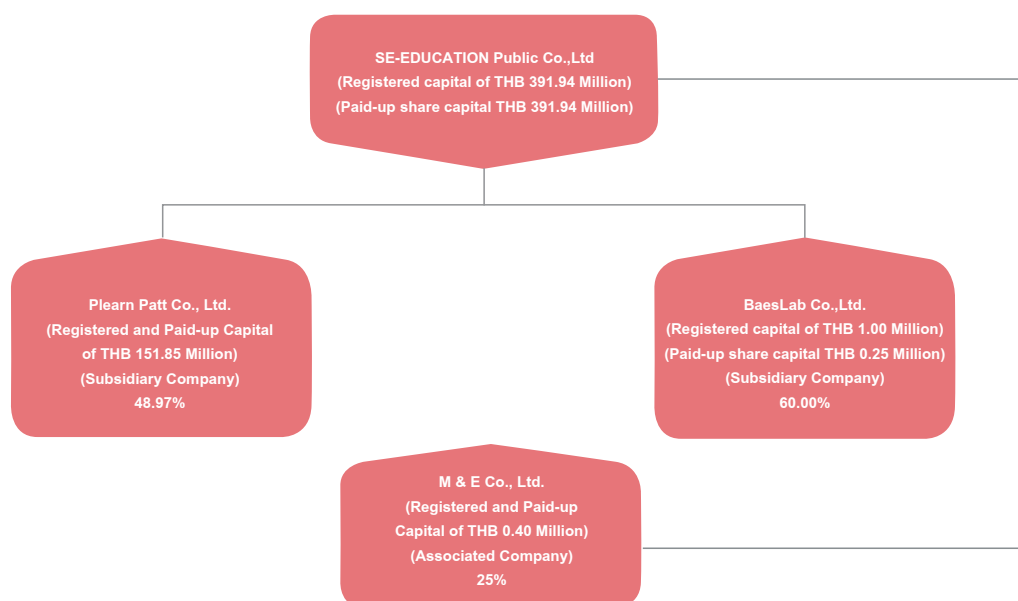 SE-EDUCATION Public Co.,Ltd
(Registered capital of THB 391.94 Million)
(Paid-up share capital THB 391.94 Million)
Plearn Patt Co., Ltd.
(Registered and Paid-up Capital
of THB 151.85 Million)
(Subsidiary Company)
48.97%
BaesLab Co.,Ltd.
(Registered capital of THB 1.00 Million)
(Paid-up share capital THB 0.25 Million)
(Subsidiary Company)
60.00%
M & E Co., Ltd.
(Registered and Paid-up
Capital of THB 0.40 Million)
(Associated Company)
25%